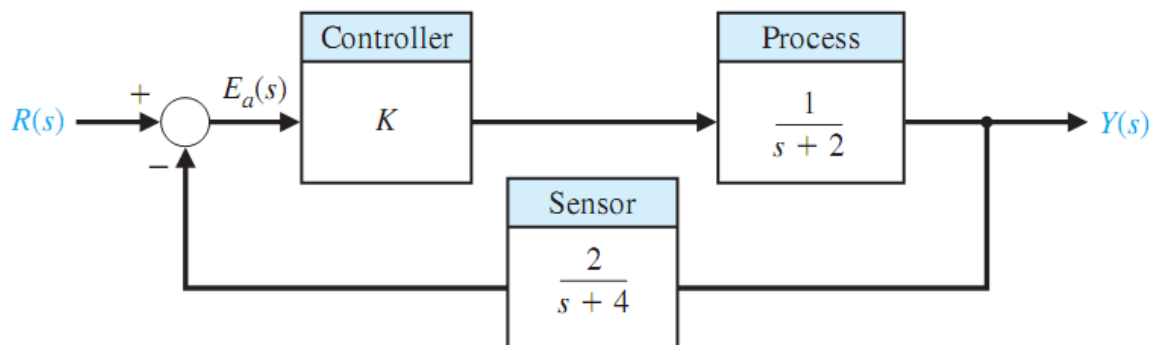 Controller
Process
+
E_a(s)
1
R(s)
K
Y(s)
s + 2
−
Sensor
2
s + 4